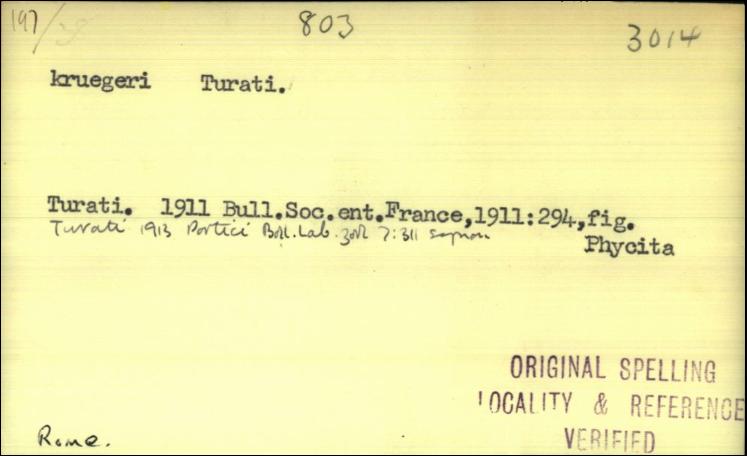 197/
803
3014
kruegeri Turati.
Turati. 1911 Bull.Soc.ent.France,1911:294,fig.
Turati 1913 Portici Boll. Lab. zool 7:311
Phycita
ORIGINAL SPELLING
LOCALITY & REFERENCE
VERIFIED
Rome.